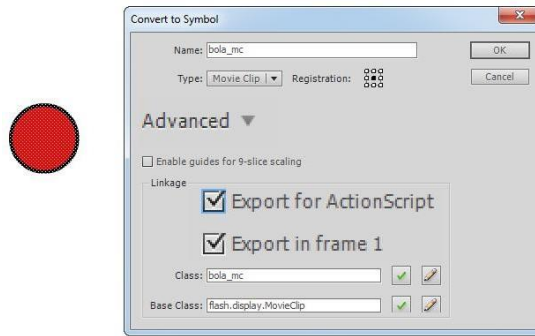 Convert to Symbol
Name: bola_mc
OK
Type: Movie Clip Registration:
Cancel
Advanced
Enable guides for 9-slice scaling
Linkage
Export for ActionScript
Export in frame 1
Class: bola_mc
Base Class: flash.display.MovieClip